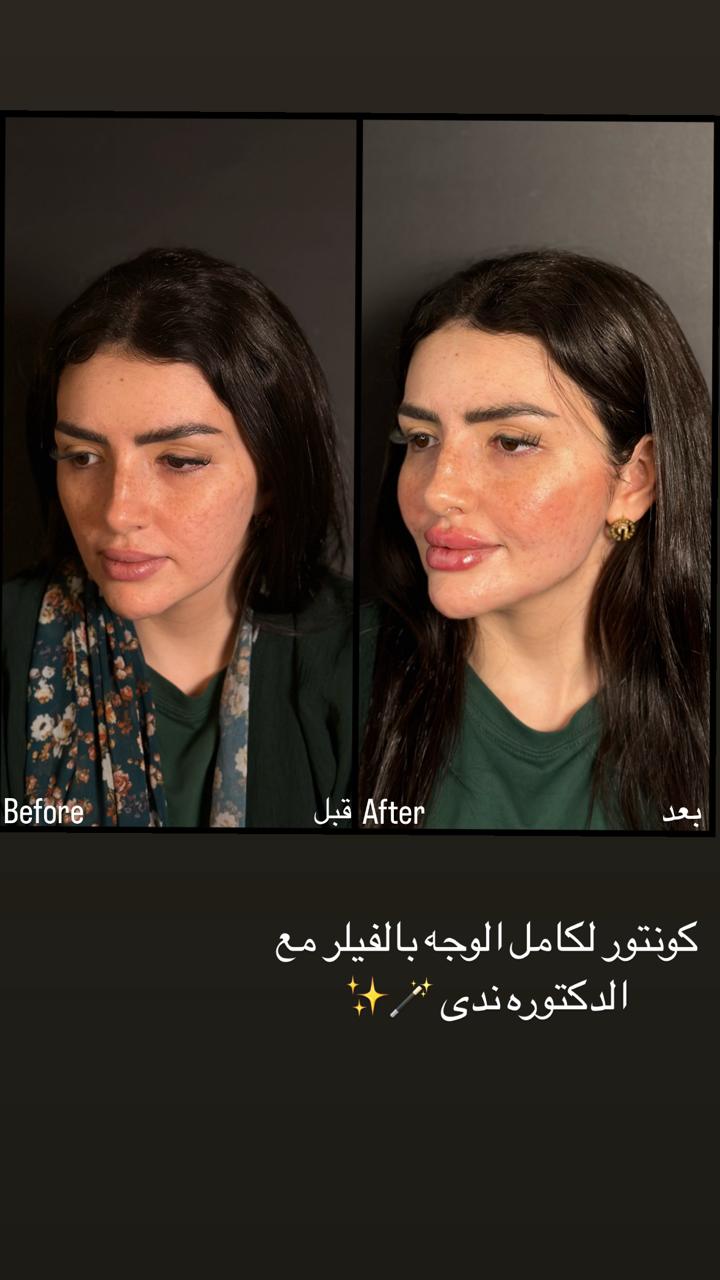 Before
قبل
After
بعد
كونتور لكامل الوجه بالفيلر مع
الدكتوره ندى 🪄✨